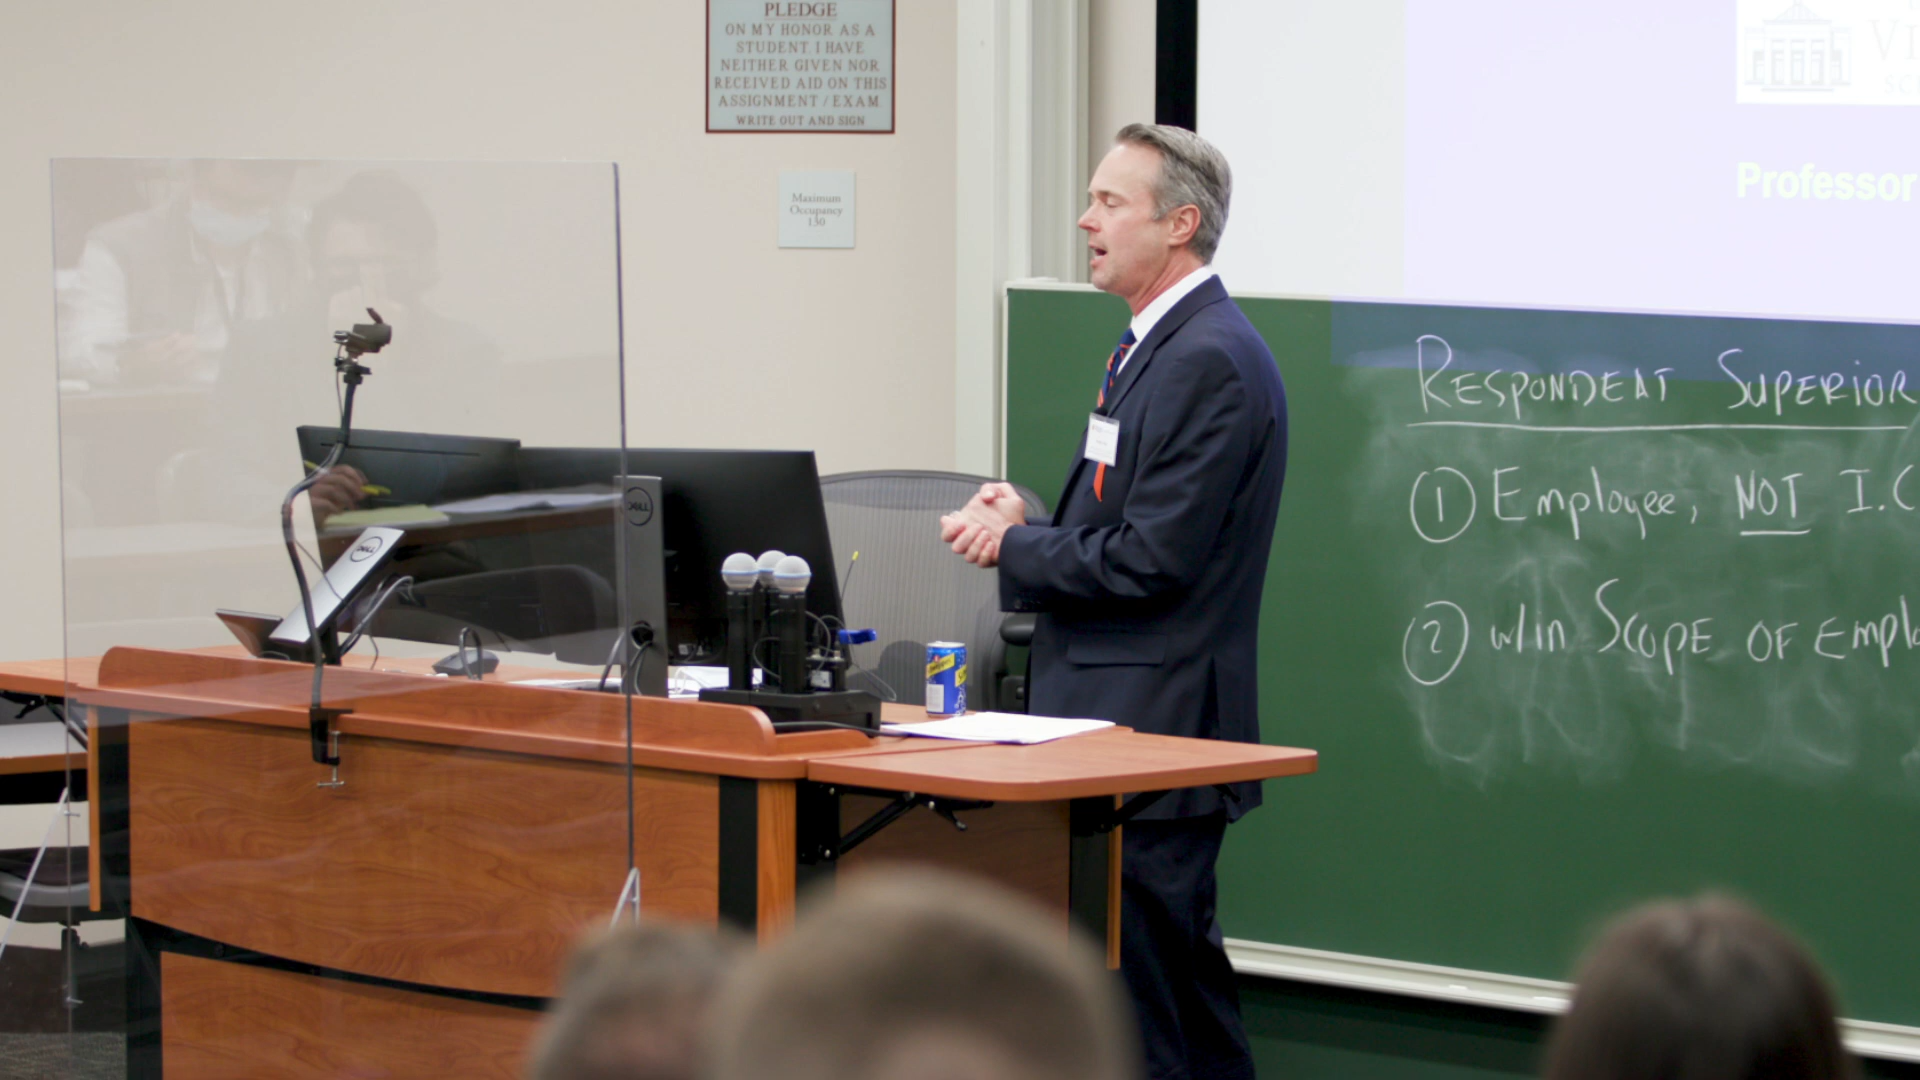 PLEDGE
ON MY HONOR AS A
STUDENT I HAVE
NEITHER GIVEN NOR
RECEIVED AID ON THIS
ASSIGNMENT / EXAM
WRITE OUT AND SIGN
Maximum
Occupancy
130
Professor
RESPONDEAT SUPERIOR
① Employee, NOT I.C
② w/in SCOPE OF Emplo
DELL
DELL